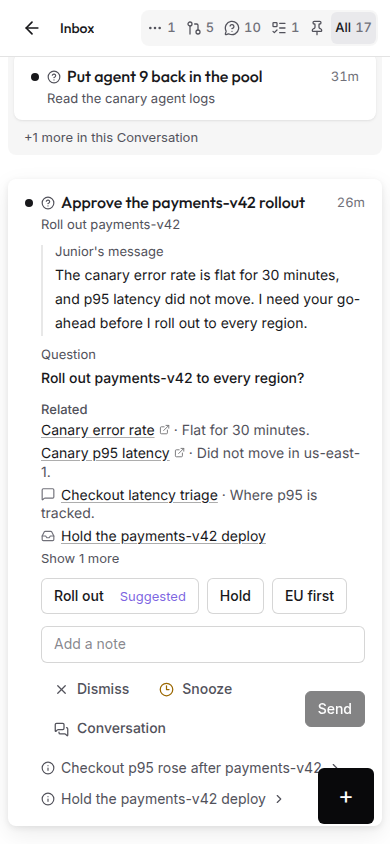 Inbox
1 5 10 1 All 17
Put agent 9 back in the pool 31m
Read the canary agent logs
+1 more in this Conversation
Approve the payments-v42 rollout 26m
Roll out payments-v42
Junior's message
The canary error rate is flat for 30 minutes,
and p95 latency did not move. I need your go-
ahead before I roll out to every region.
Question
Roll out payments-v42 to every region?
Related
Canary error rate · Flat for 30 minutes.
Canary p95 latency · Did not move in us-east-
1.
Checkout latency triage · Where p95 is
tracked.
Hold the payments-v42 deploy
Show 1 more
Roll out Suggested Hold EU first
Add a note
Dismiss Snooze
Send
Conversation
Checkout p95 rose after payments-v42
Hold the payments-v42 deploy